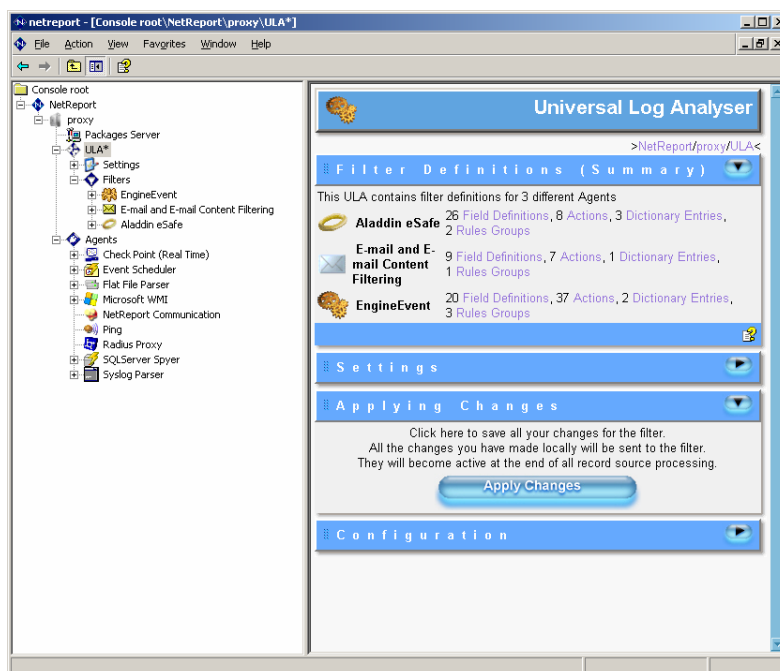 netreport - [Console root\NetReport\proxy\ULA*]
File Action View Favorites Window Help
Console root
NetReport
proxy
Packages Server
ULA*
Settings
Filters
EngineEvent
E-mail and E-mail Content Filtering
Aladdin eSafe
Agents
Check Point (Real Time)
Event Scheduler
Flat File Parser
Microsoft WMI
NetReport Communication
Ping
Radius Proxy
SQLServer Spyer
Syslog Parser
Universal Log Analyser
>NetReport/proxy/ULA<
Filter Definitions (Summary)
This ULA contains filter definitions for 3 different Agents
Aladdin eSafe 26 Field Definitions, 8 Actions, 3 Dictionary Entries,
2 Rules Groups
E-mail and E-
mail Content
Filtering
9 Field Definitions, 7 Actions, 1 Dictionary Entries,
1 Rules Groups
EngineEvent 20 Field Definitions, 37 Actions, 2 Dictionary Entries,
3 Rules Groups
Settings
Applying Changes
Click here to save all your changes for the filter.
All the changes you have made locally will be sent to the filter.
They will become active at the end of all record source processing.
Apply Changes
Configuration